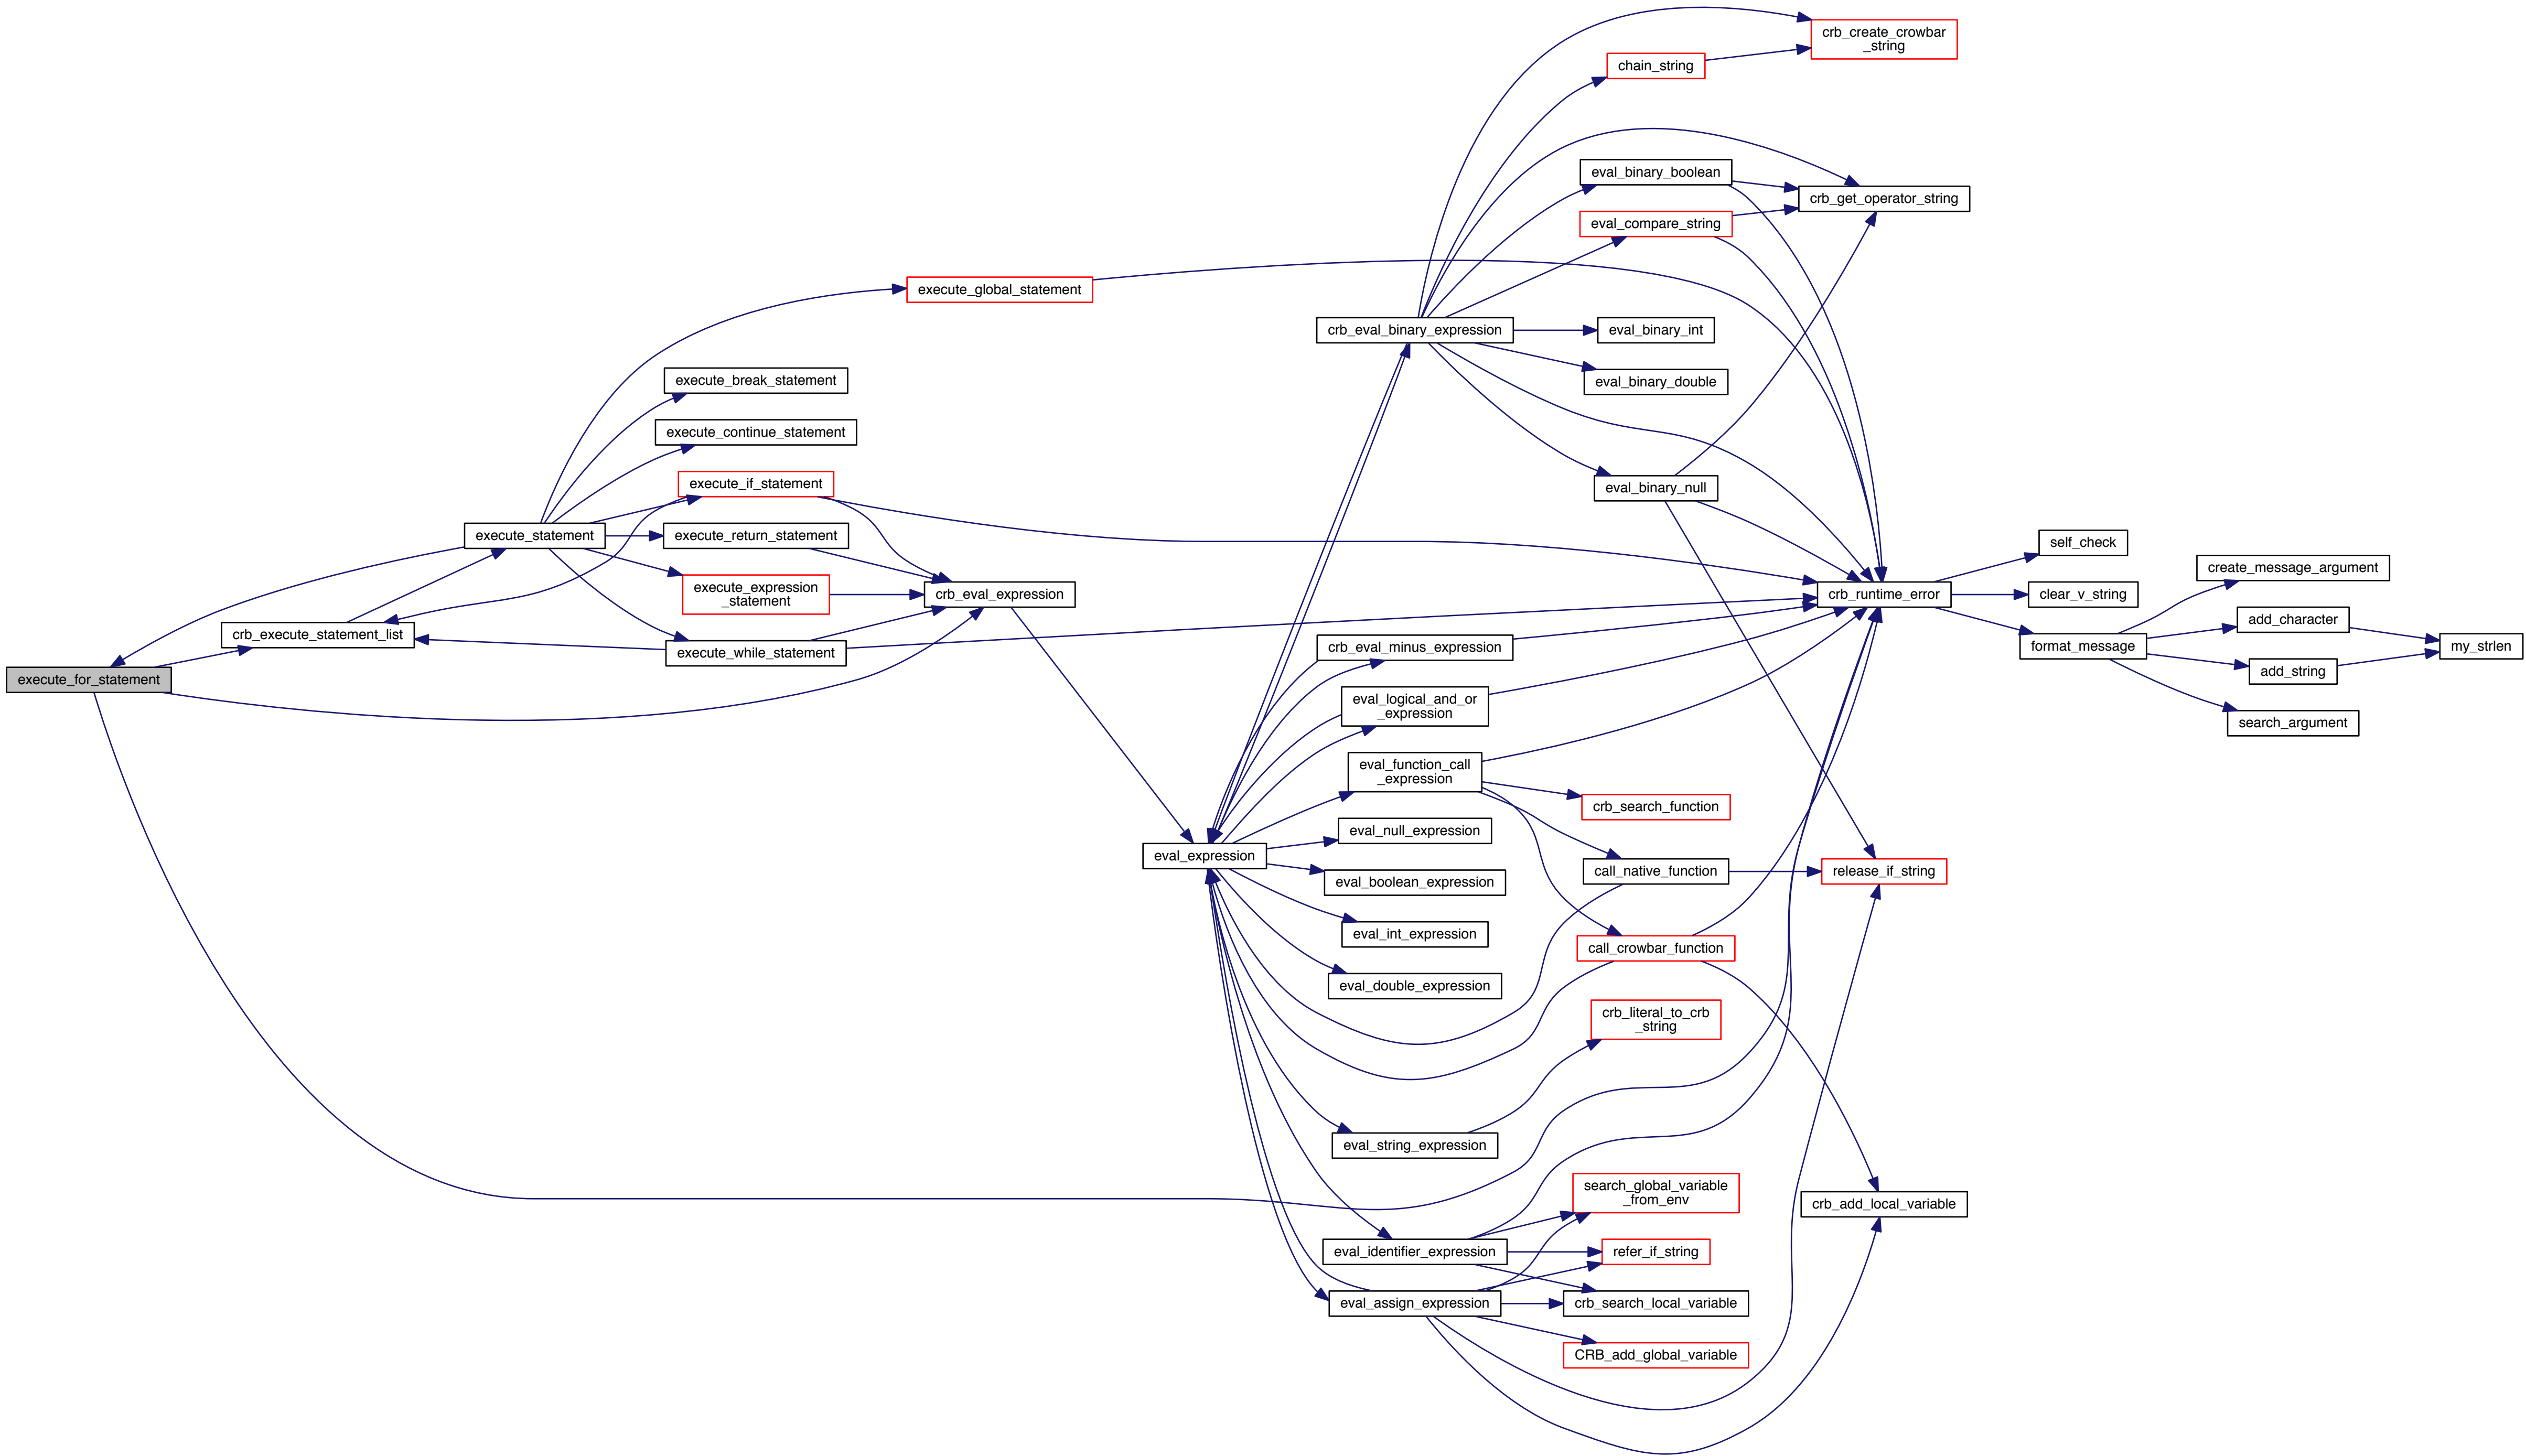 crb_create_crowbar
_string
chain_string
eval_binary_boolean
crb_get_operator_string
eval_compare_string
execute_global_statement
crb_eval_binary_expression
eval_binary_int
execute_break_statement
eval_binary_double
execute_continue_statement
execute_if_statement
eval_binary_null
execute_statement
execute_return_statement
self_check
create_message_argument
execute_expression
_statement
crb_eval_expression
crb_runtime_error
clear_v_string
add_character
crb_execute_statement_list
execute_while_statement
crb_eval_minus_expression
format_message
my_strlen
add_string
execute_for_statement
eval_logical_and_or
_expression
search_argument
eval_function_call
_expression
crb_search_function
eval_null_expression
eval_expression
call_native_function
release_if_string
eval_boolean_expression
eval_int_expression
call_crowbar_function
eval_double_expression
crb_literal_to_crb
_string
eval_string_expression
search_global_variable
_from_env
crb_add_local_variable
eval_identifier_expression
refer_if_string
eval_assign_expression
crb_search_local_variable
CRB_add_global_variable